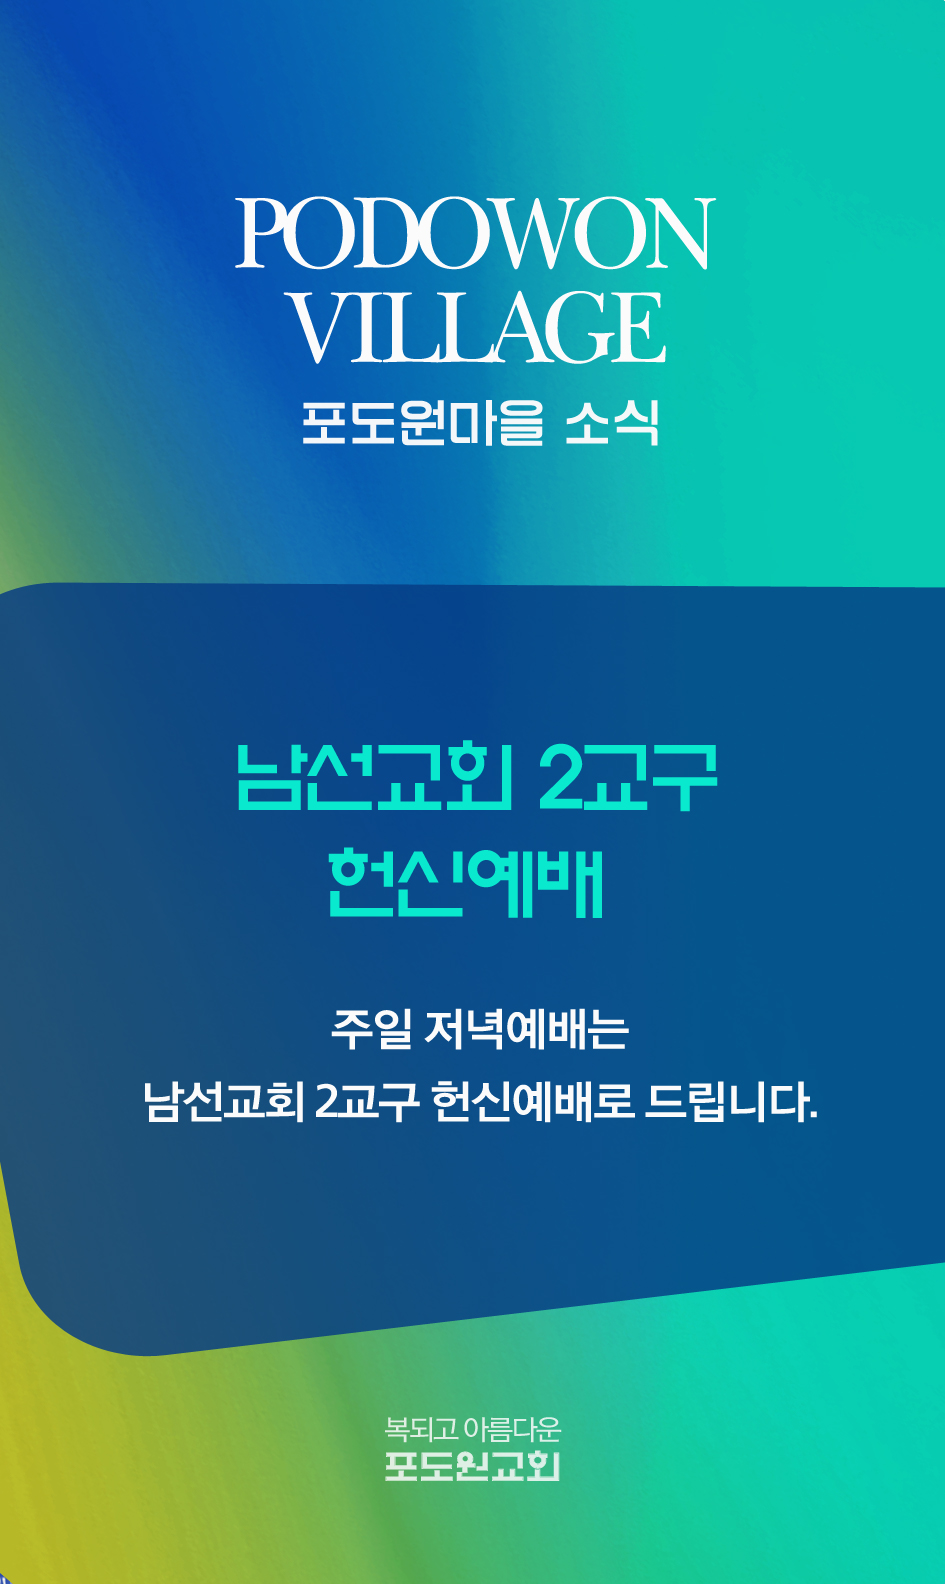 PODOWON
VILLAGE
포도원마을 소식
남선교회 2교구
헌신예배
주일 저녁예배는
남선교회 2교구 헌신예배로 드립니다.
복되고 아름다운
포도원교회